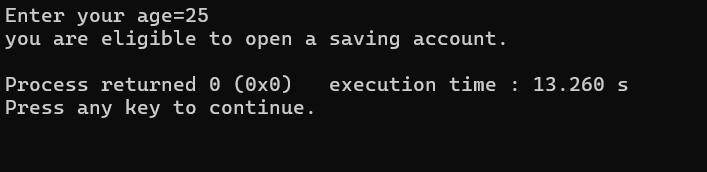 Enter your age=25
you are eligible to open a saving account.
Process returned 0 (0x0)   execution time : 13.260 s
Press any key to continue.